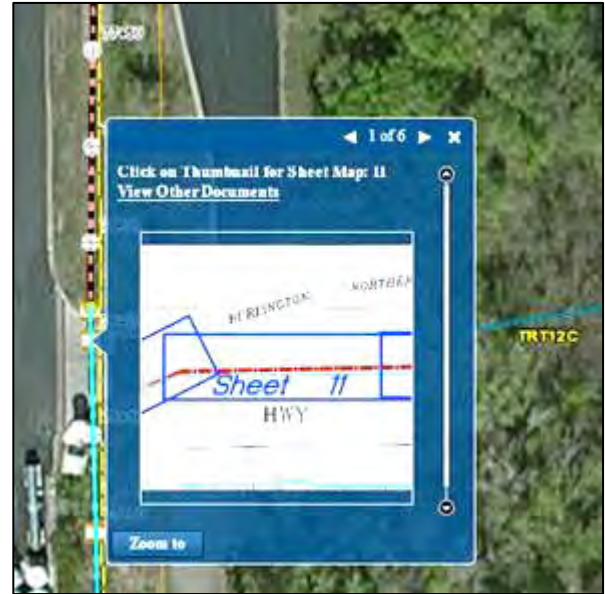 1 of 6
Click on Thumbnail for Sheet Map: 11
View Other Documents
BURLINGTON NORTHER
Sheet 11
HWY
TRT12C
Zoom to